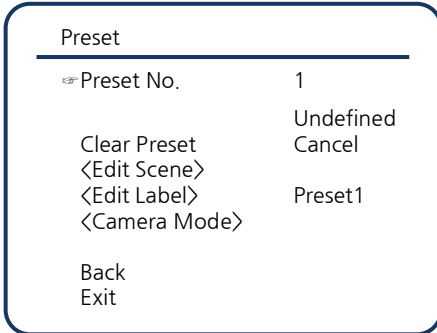 Preset
☞Preset No. 1
Undefined
Clear Preset Cancel
〈Edit Scene〉
〈Edit Label〉 Preset1
〈Camera Mode〉
Back
Exit